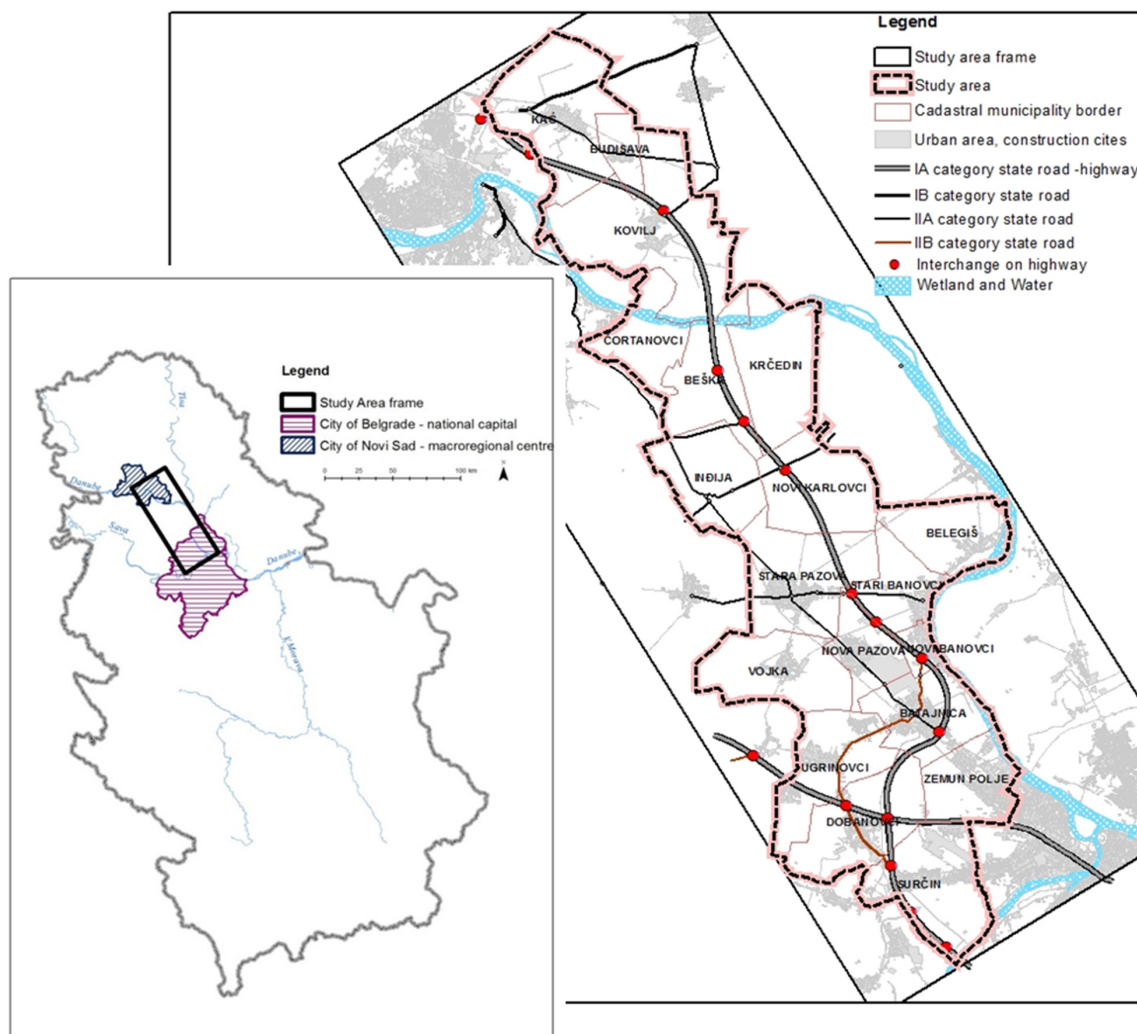 Legend
Study area frame
Study area
Cadastral municipality border
Urban area, construction cites
IA category state road -highway
IB category state road
IIA category state road
IIB category state road
Interchange on highway
Wetland and Water
KAĆ
BUDISAVA
KOVILJ
ČORTANOVCI
KRČEDIN
BEŠKA
INĐIJA
NOVI KARLOVCI
BELEGIŠ
STARA PAZOVA
STARI BANOVCI
NOVA PAZOVA
NOVI BANOVCI
VOJKA
BATAJNICA
UGRINOVCI
ZEMUN POLJE
DOBANOVCI
SURČIN
Legend
Study Area frame
City of Belgrade - national capital
City of Novi Sad - macroregional centre
0 25 50 100 km
Tisa
Danube
Sava
Danube
V.Morava